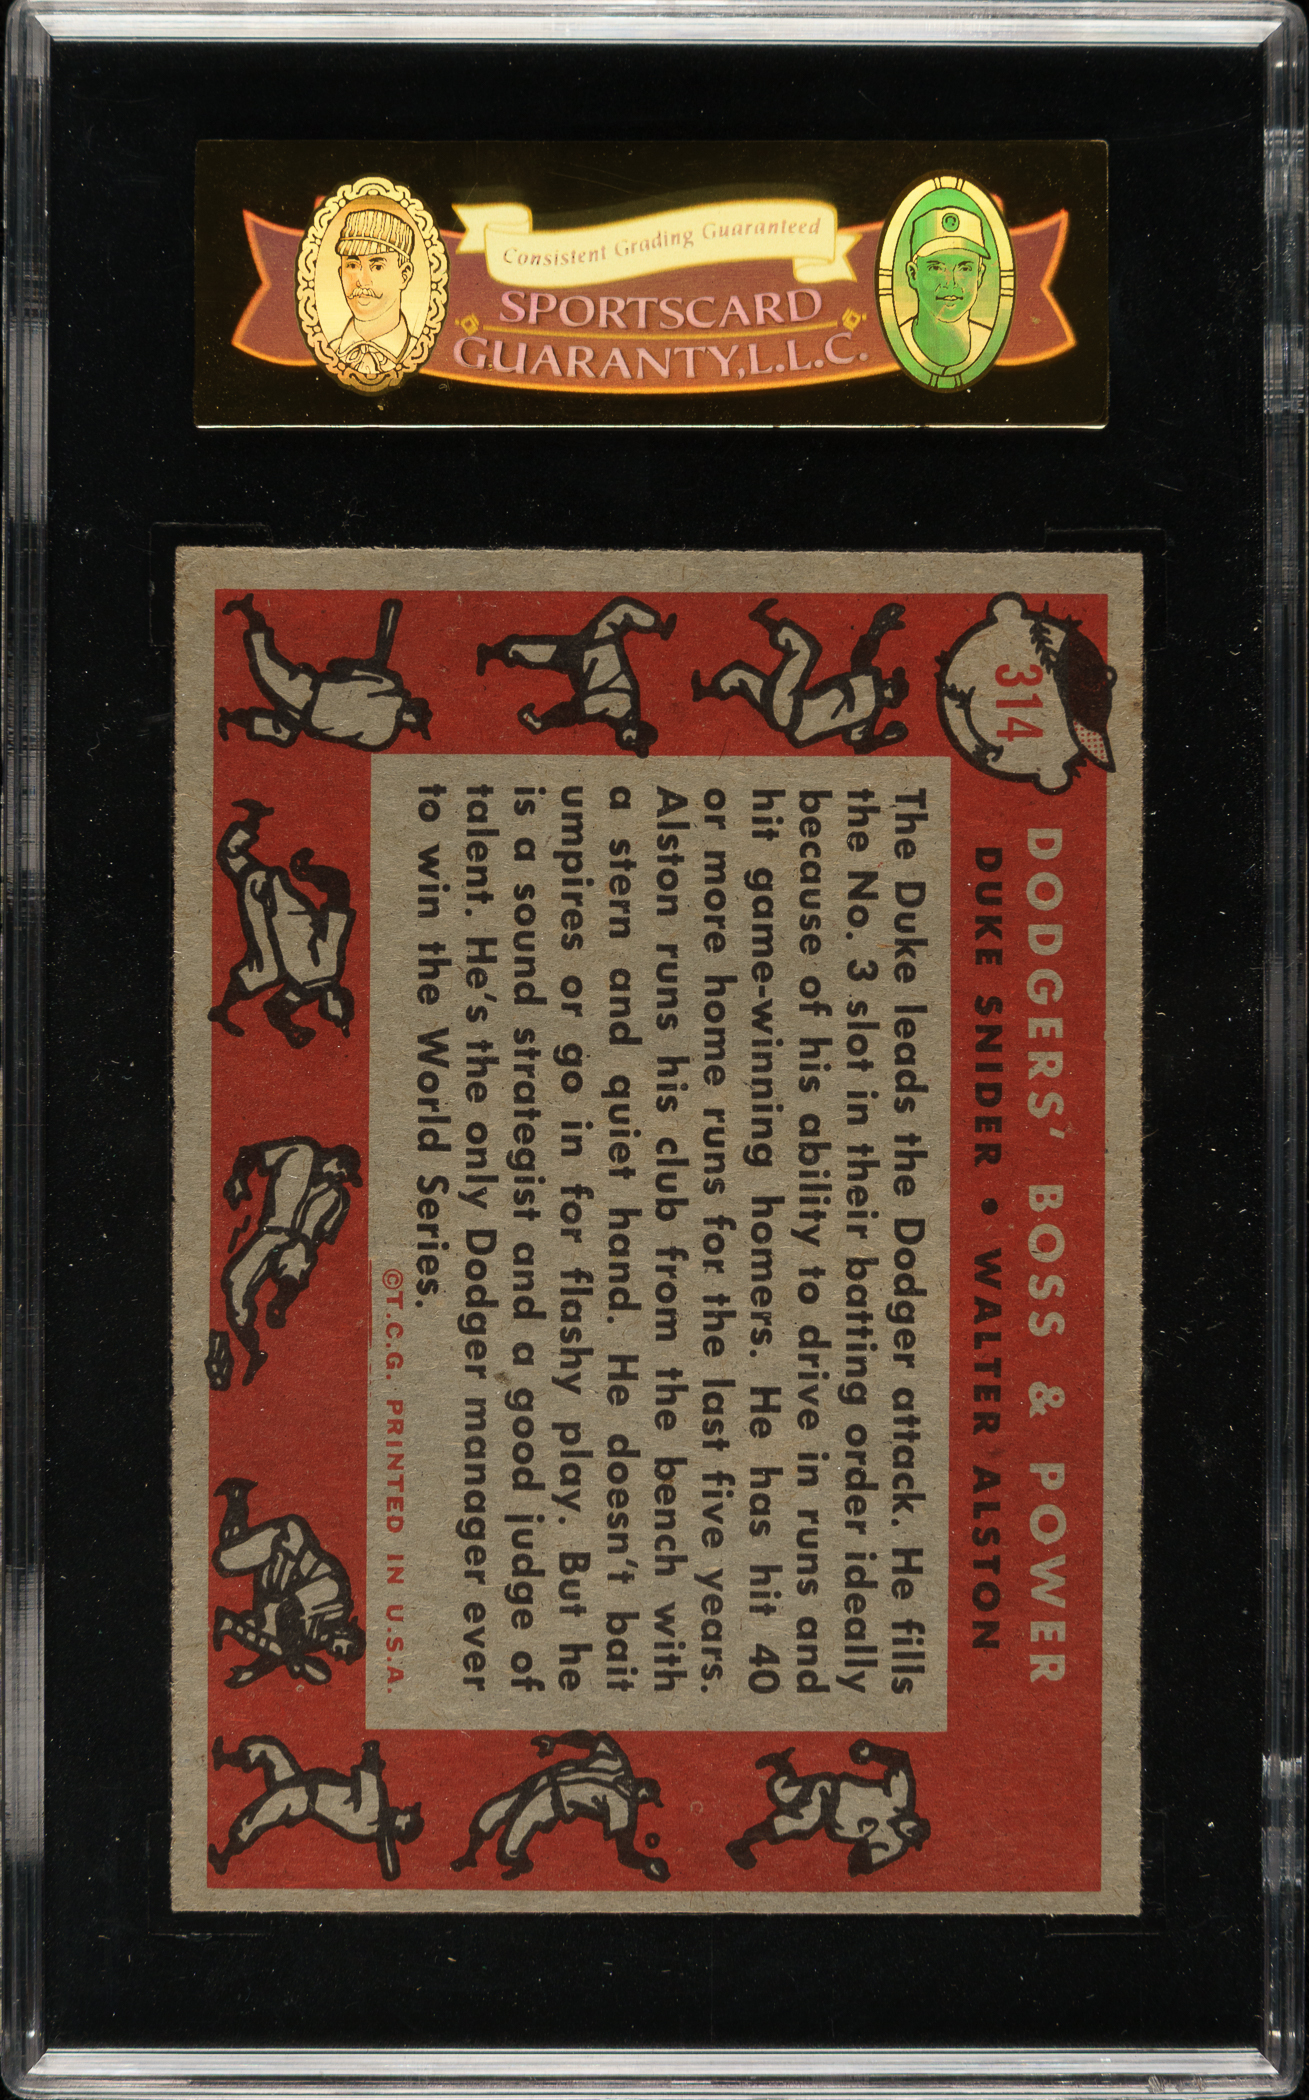 Consistent Grading Guaranteed
SPORTSCARD
GUARANTY, L.L.C.
314
DODGERS' BOSS & POWER
DUKE SNIDER • WALTER ALSTON
The Duke leads the Dodger attack. He fills
the No. 3 slot in their batting order ideally
because of his ability to drive in runs and
hit game-winning homers. He has hit 40
or more home runs for the last five years.
Alston runs his club from the bench with
a stern and quiet hand. He doesn't bait
umpires or go in for flashy play. But he
is a sound strategist and a good judge of
talent. He's the only Dodger manager ever
to win the World Series.
©T.C.G. PRINTED IN U.S.A.